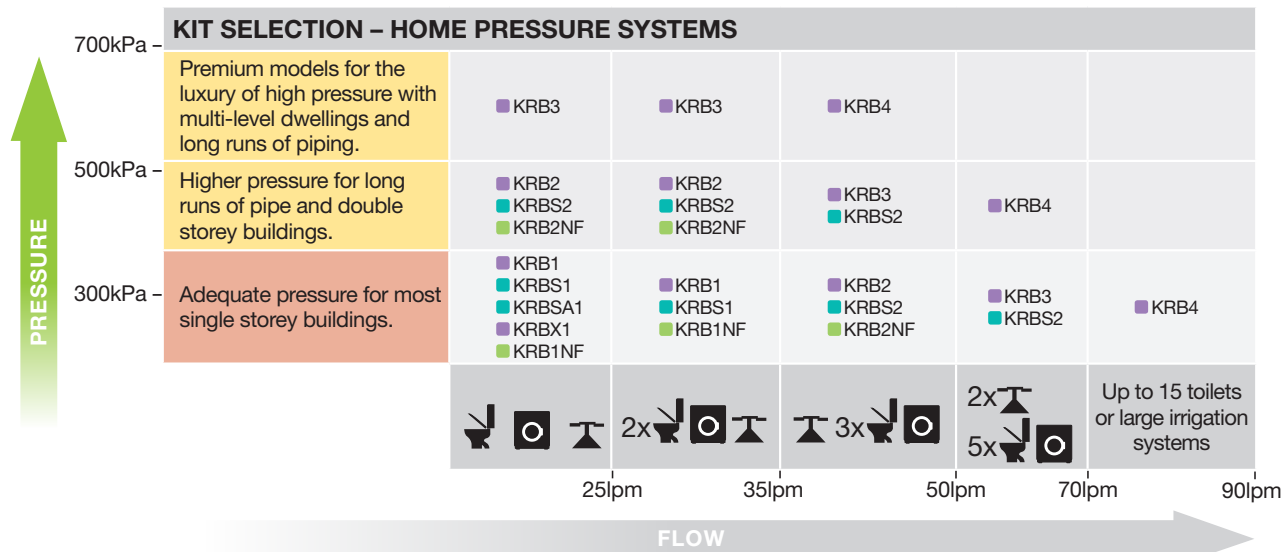 KIT SELECTION – HOME PRESSURE SYSTEMS
700kPa
Premium models for the
luxury of high pressure with
multi-level dwellings and
long runs of piping.
KRB3
KRB3
KRB4
500kPa
Higher pressure for long
runs of pipe and double
storey buildings.
KRB2
KRBS2
KRB2NF
KRB2
KRBS2
KRB2NF
KRB3
KRBS2
KRB4
300kPa
Adequate pressure for most
single storey buildings.
KRB1
KRBS1
KRBSA1
KRBX1
KRB1NF
KRB1
KRBS1
KRB1NF
KRB2
KRBS2
KRB2NF
KRB3
KRBS2
KRB4
PRESSURE
2x
3x
2x
5x
Up to 15 toilets
or large irrigation
systems
25lpm
35lpm
50lpm
70lpm
90lpm
FLOW